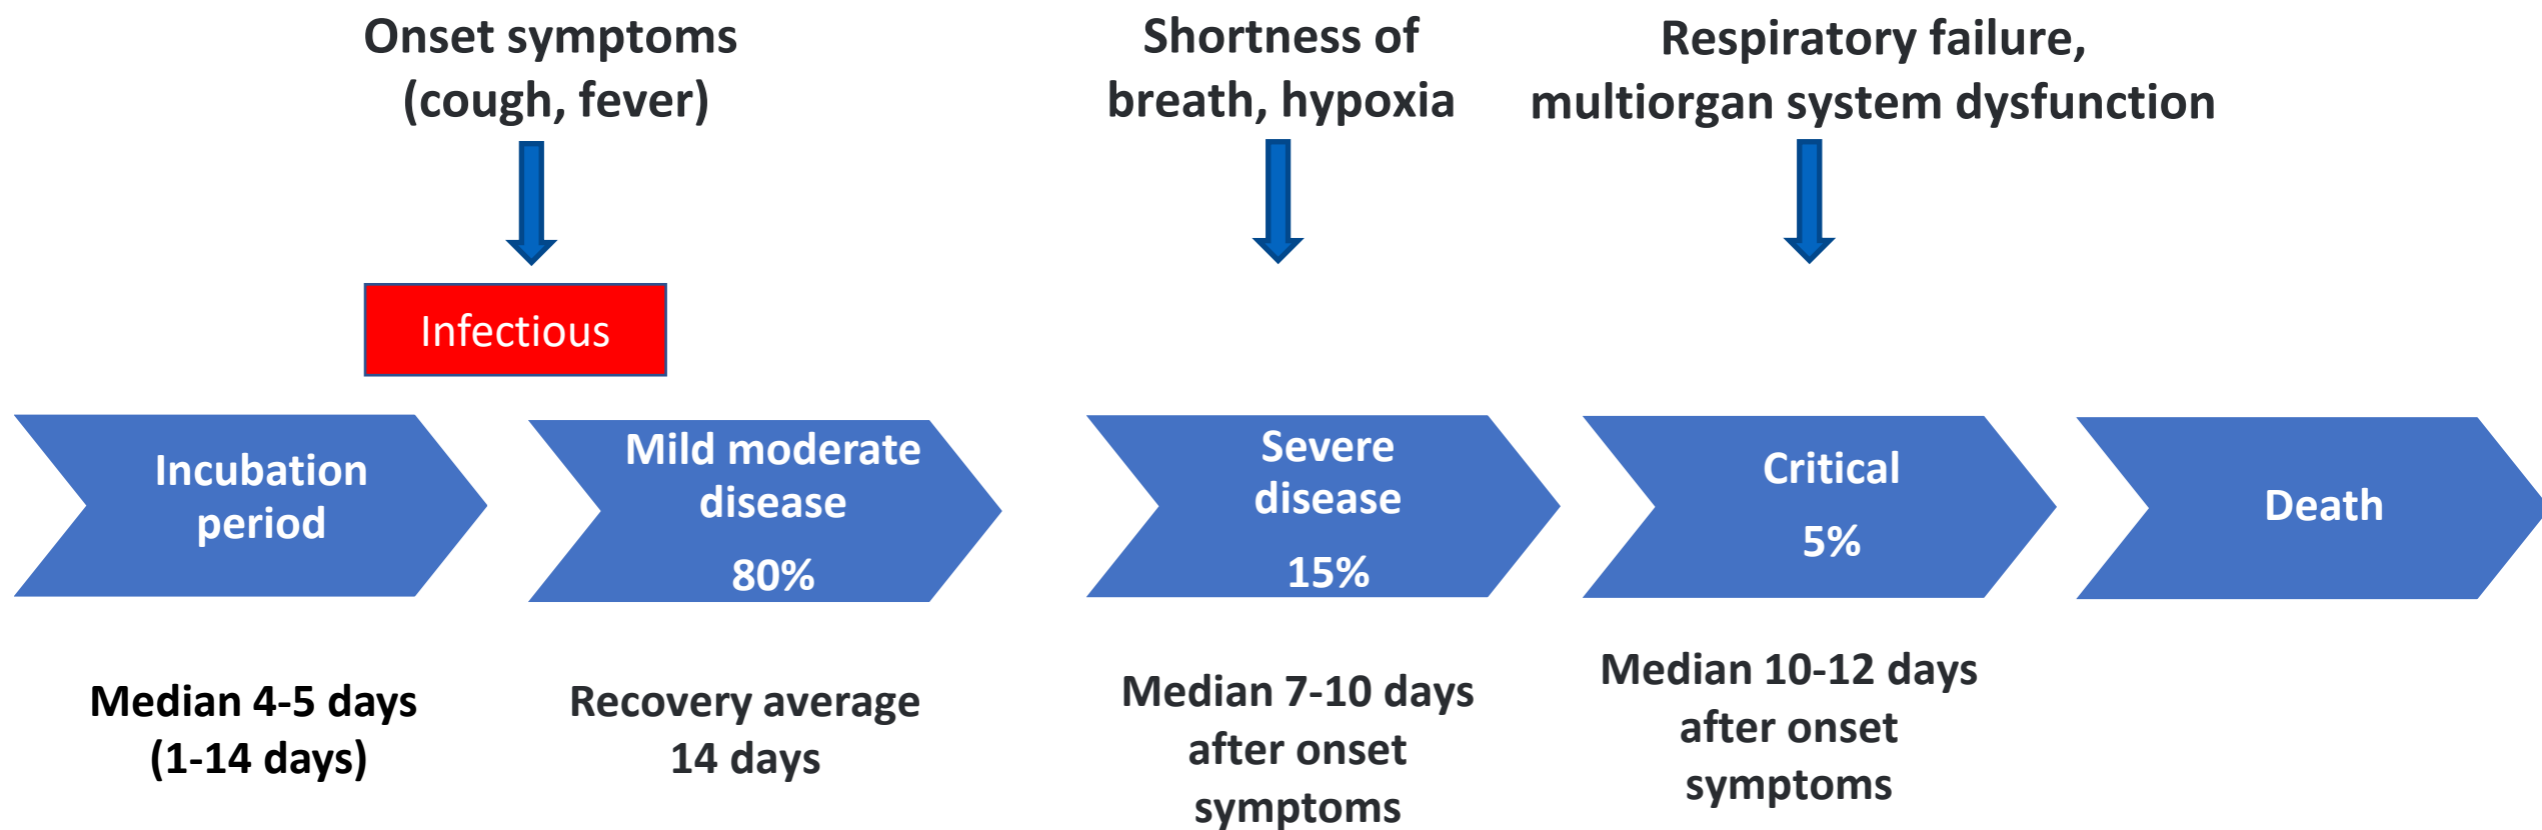 Onset symptoms
(cough, fever)
Shortness of
breath, hypoxia
Respiratory failure,
multiorgan system dysfunction
Infectious
Incubation
period
Mild moderate
disease
80%
Severe
disease
15%
Critical
5%
Death
Median 4-5 days
(1-14 days)
Recovery average
14 days
Median 7-10 days
after onset
symptoms
Median 10-12 days
after onset
symptoms